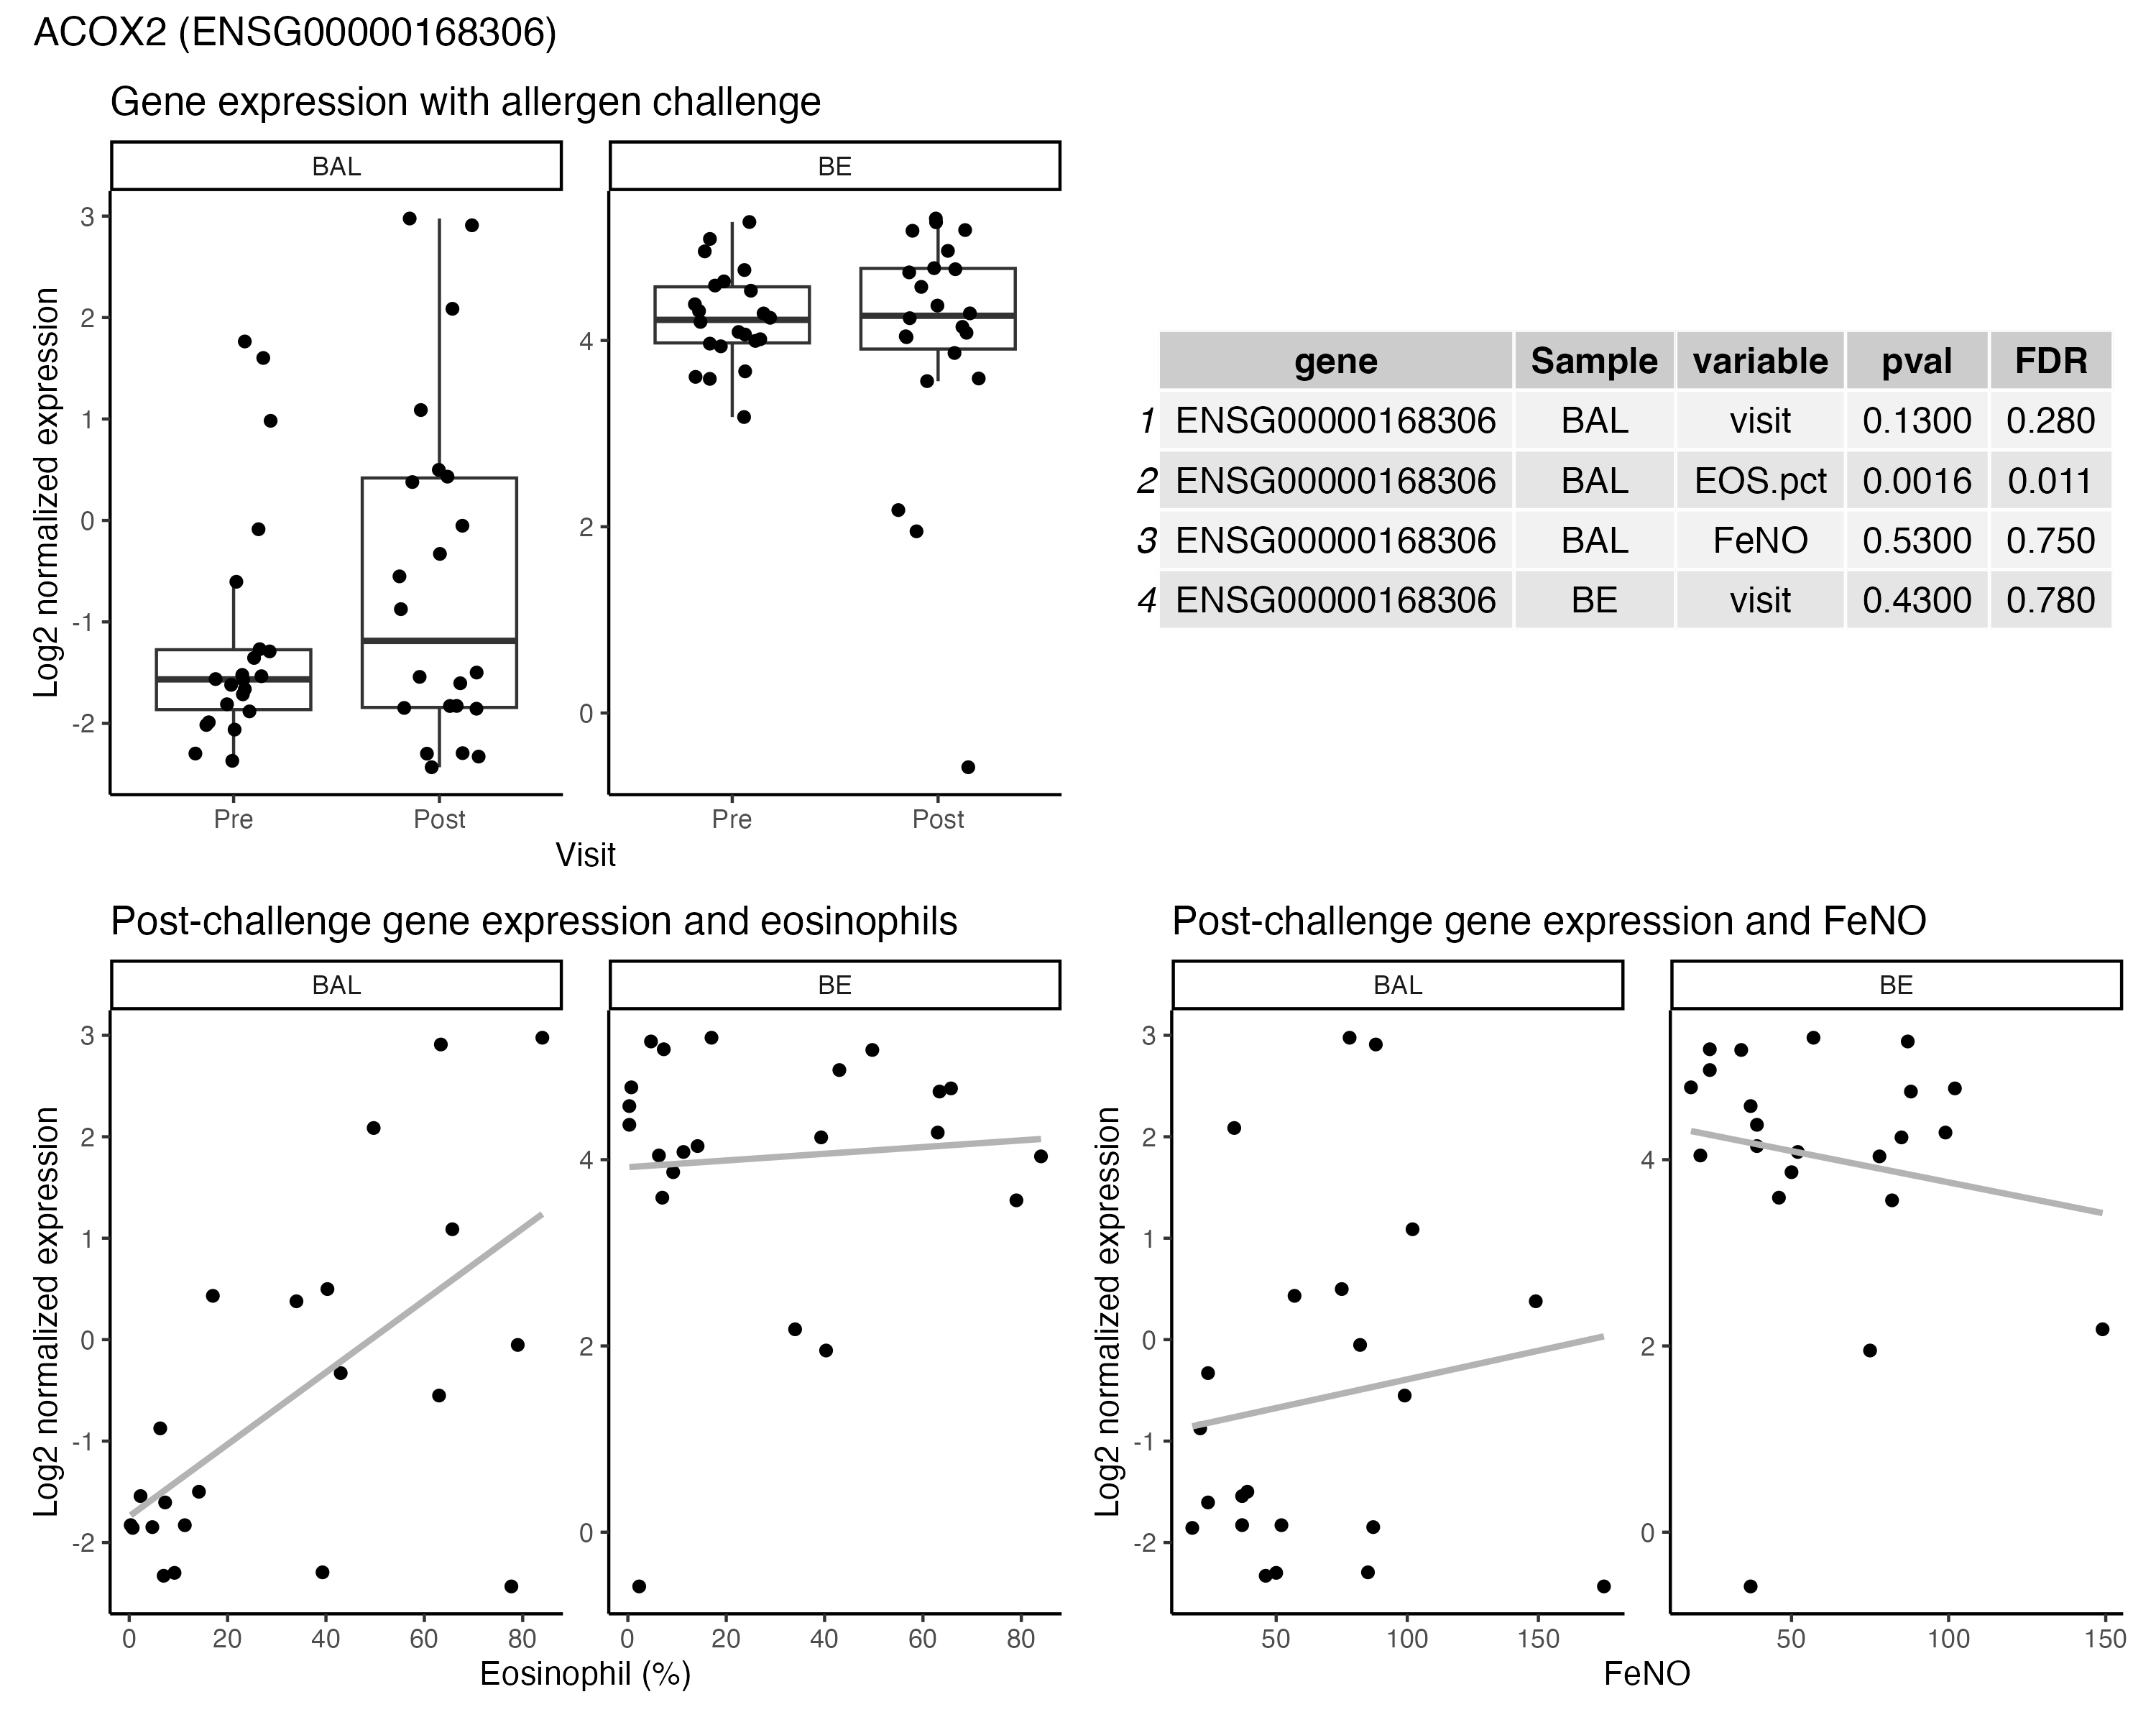 ACOX2 (ENSG00000168306)
Gene expression with allergen challenge
BAL BE
Log2 normalized expression
3
2
1
0
-1
-2
4
2
0
Pre Post Pre Post
Visit
gene Sample variable pval FDR
1 ENSG00000168306 BAL visit 0.1300 0.280
2 ENSG00000168306 BAL EOS.pct 0.0016 0.011
3 ENSG00000168306 BAL FeNO 0.5300 0.750
4 ENSG00000168306 BE visit 0.4300 0.780
Post-challenge gene expression and eosinophils
BAL BE
Log2 normalized expression
3
2
1
0
-1
-2
4
2
0
0 20 40 60 80 0 20 40 60 80
Eosinophil (%)
Post-challenge gene expression and FeNO
BAL BE
Log2 normalized expression
3
2
1
0
-1
-2
4
2
0
50 100 150 50 100 150
FeNO